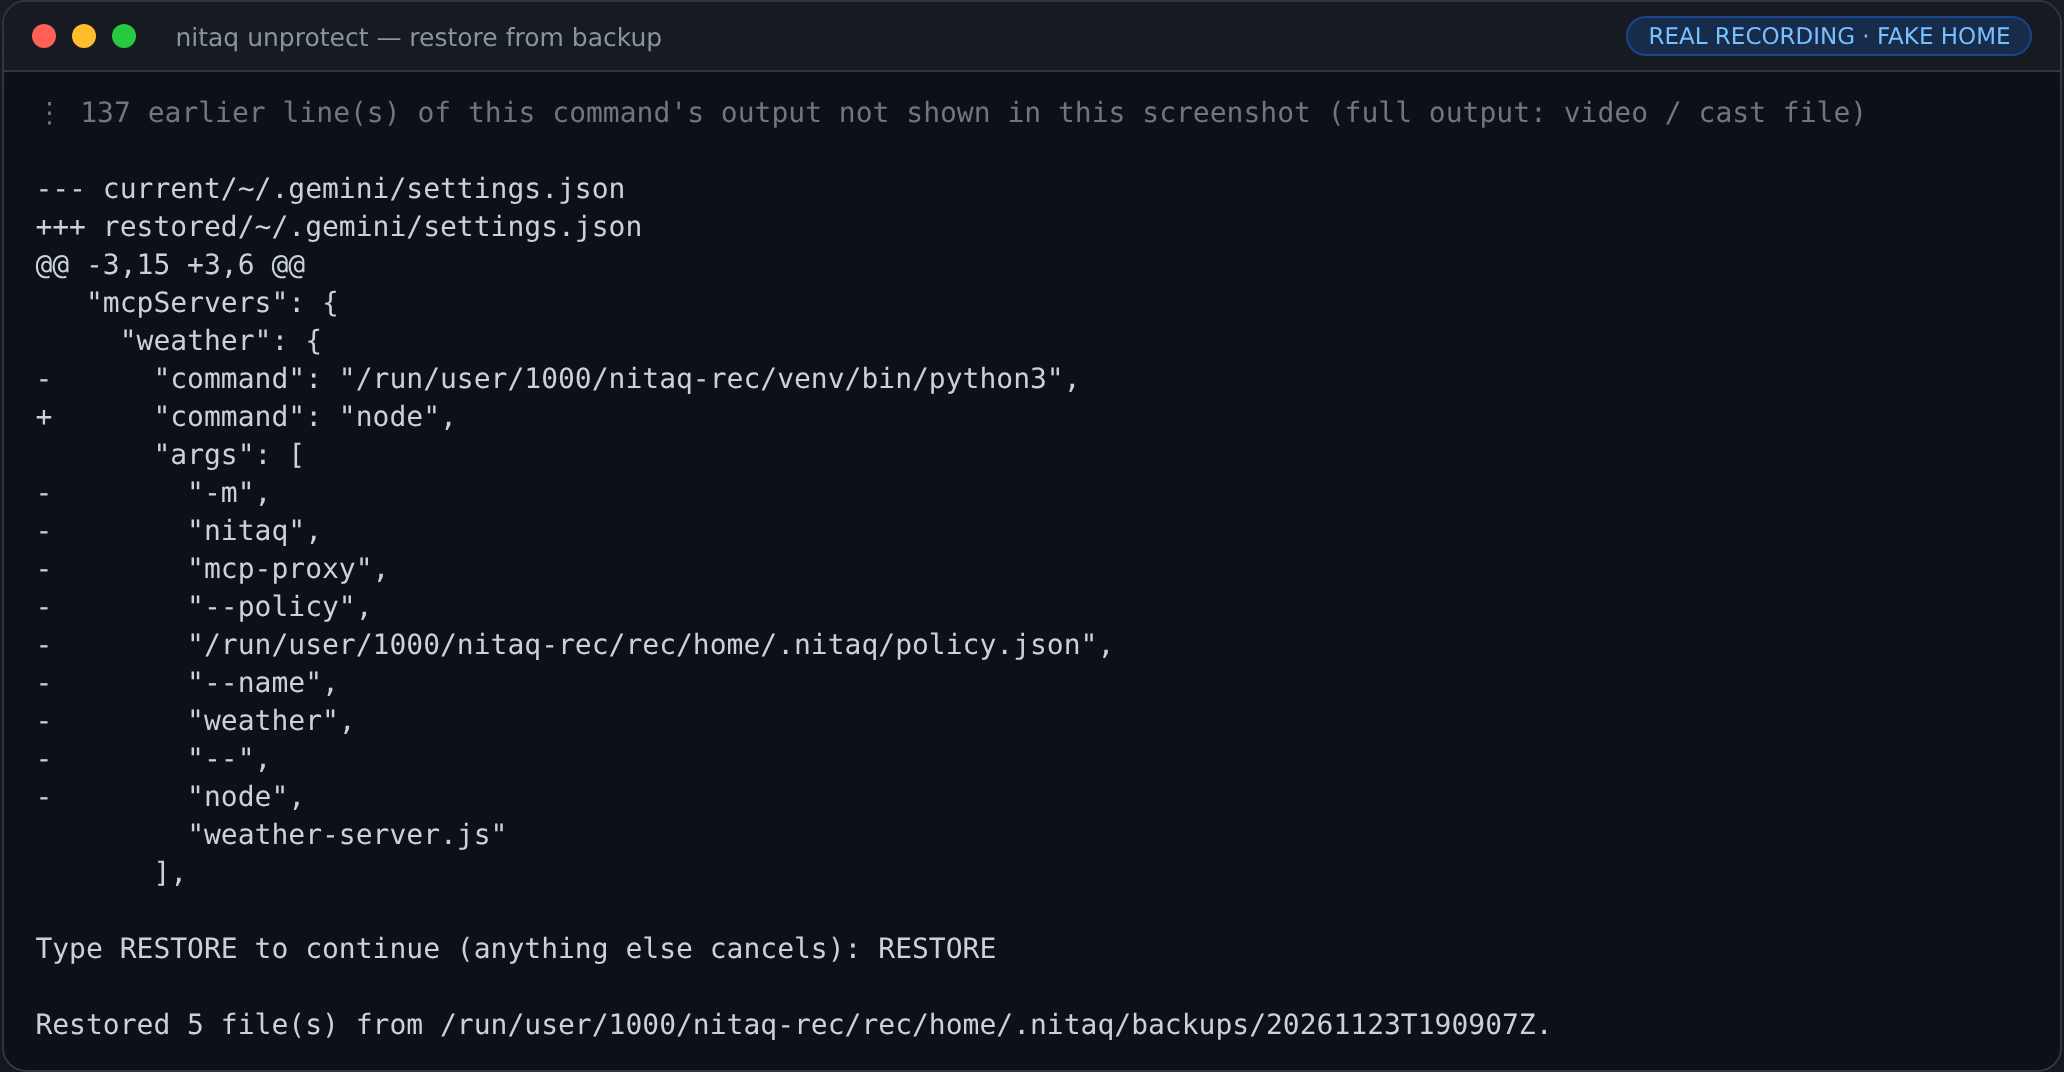 nitaq unprotect — restore from backup
REAL RECORDING · FAKE HOME
⋮ 137 earlier line(s) of this command's output not shown in this screenshot (full output: video / cast file)
--- current/~/.gemini/settings.json
+++ restored/~/.gemini/settings.json
@@ -3,15 +3,6 @@
   "mcpServers": {
     "weather": {
-      "command": "/run/user/1000/nitaq-rec/venv/bin/python3",
+      "command": "node",
       "args": [
-        "-m",
-        "nitaq",
-        "mcp-proxy",
-        "--policy",
-        "/run/user/1000/nitaq-rec/rec/home/.nitaq/policy.json",
-        "--name",
-        "weather",
-        "--",
-        "node",
         "weather-server.js"
       ],
Type RESTORE to continue (anything else cancels): RESTORE
Restored 5 file(s) from /run/user/1000/nitaq-rec/rec/home/.nitaq/backups/20261123T190907Z.